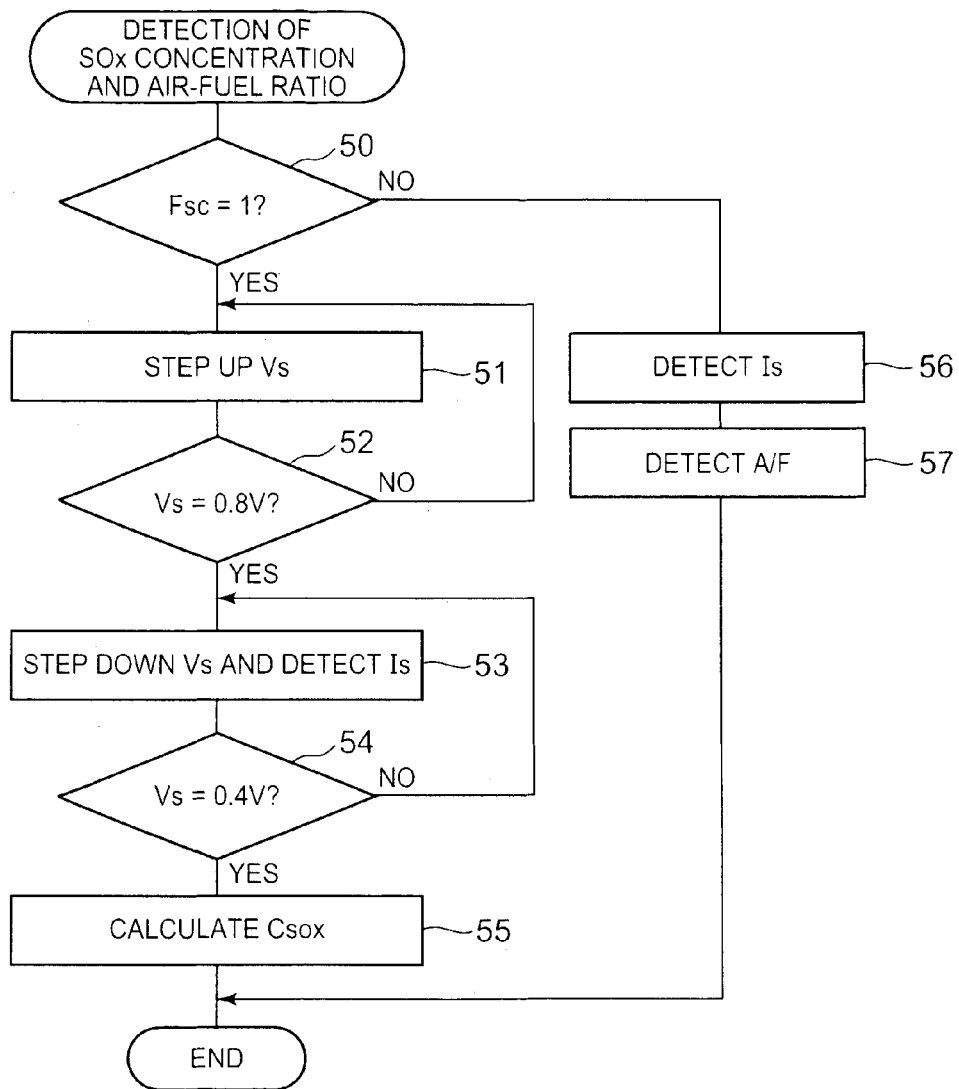 DETECTION OF
SOx CONCENTRATION
AND AIR-FUEL RATIO
50
Fsc = 1?
NO
YES
STEP UP Vs
51
DETECT Is
56
52
Vs = 0.8V?
NO
DETECT A/F
57
YES
STEP DOWN Vs AND DETECT Is
53
54
Vs = 0.4V?
NO
YES
CALCULATE Csox
55
END